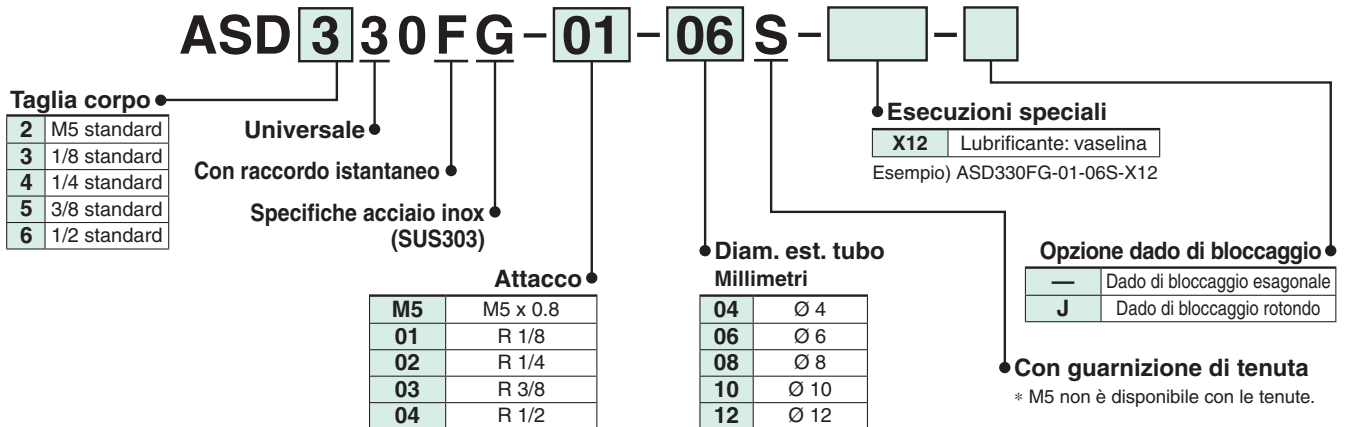 ASD 3 3 0 F G – 01 – 06 S – –
Taglia corpo
2 M5 standard
3 1/8 standard
4 1/4 standard
5 3/8 standard
6 1/2 standard
Universale
Con raccordo istantaneo
Specifiche acciaio inox
(SUS303)
Attacco
M5 M5 x 0.8
01 R 1/8
02 R 1/4
03 R 3/8
04 R 1/2
Diam. est. tubo
Millimetri
04 Ø 4
06 Ø 6
08 Ø 8
10 Ø 10
12 Ø 12
Esecuzioni speciali
X12 Lubrificante: vaselina
Esempio) ASD330FG-01-06S-X12
Opzione dado di bloccaggio
— Dado di bloccaggio esagonale
J Dado di bloccaggio rotondo
Con guarnizione di tenuta
* M5 non è disponibile con le tenute.